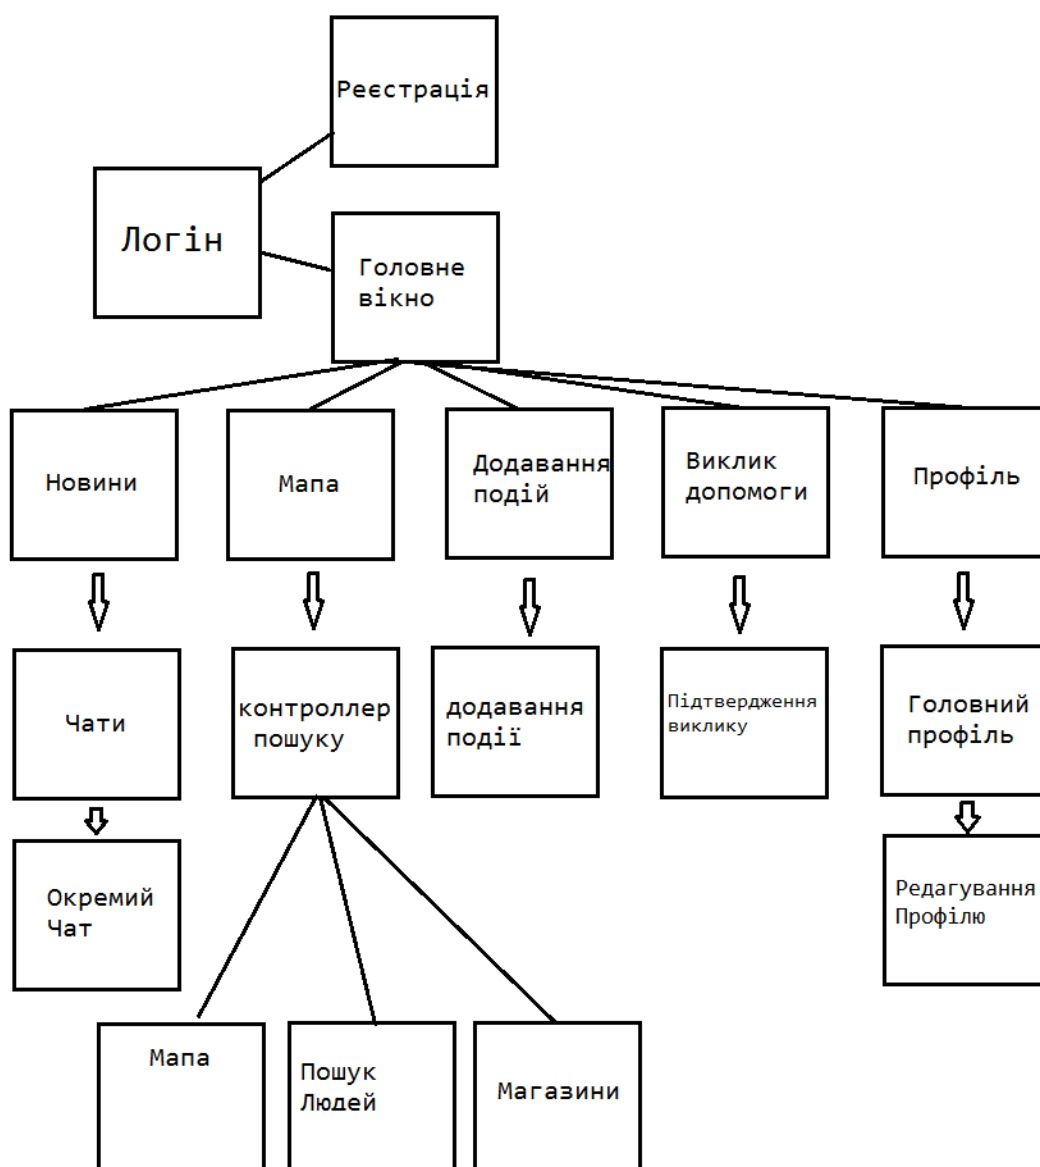 Реєстрація
Логін
Головне
вікно
Новини
Мапа
Додавання
подій
Виклик
допомоги
Профіль
Чати
контроллер
пошуку
додавання
події
Підтвердження
виклику
Головний
профіль
Окремий
Чат
Редагування
Профілю
Мапа
Пошук
Людей
Магазини